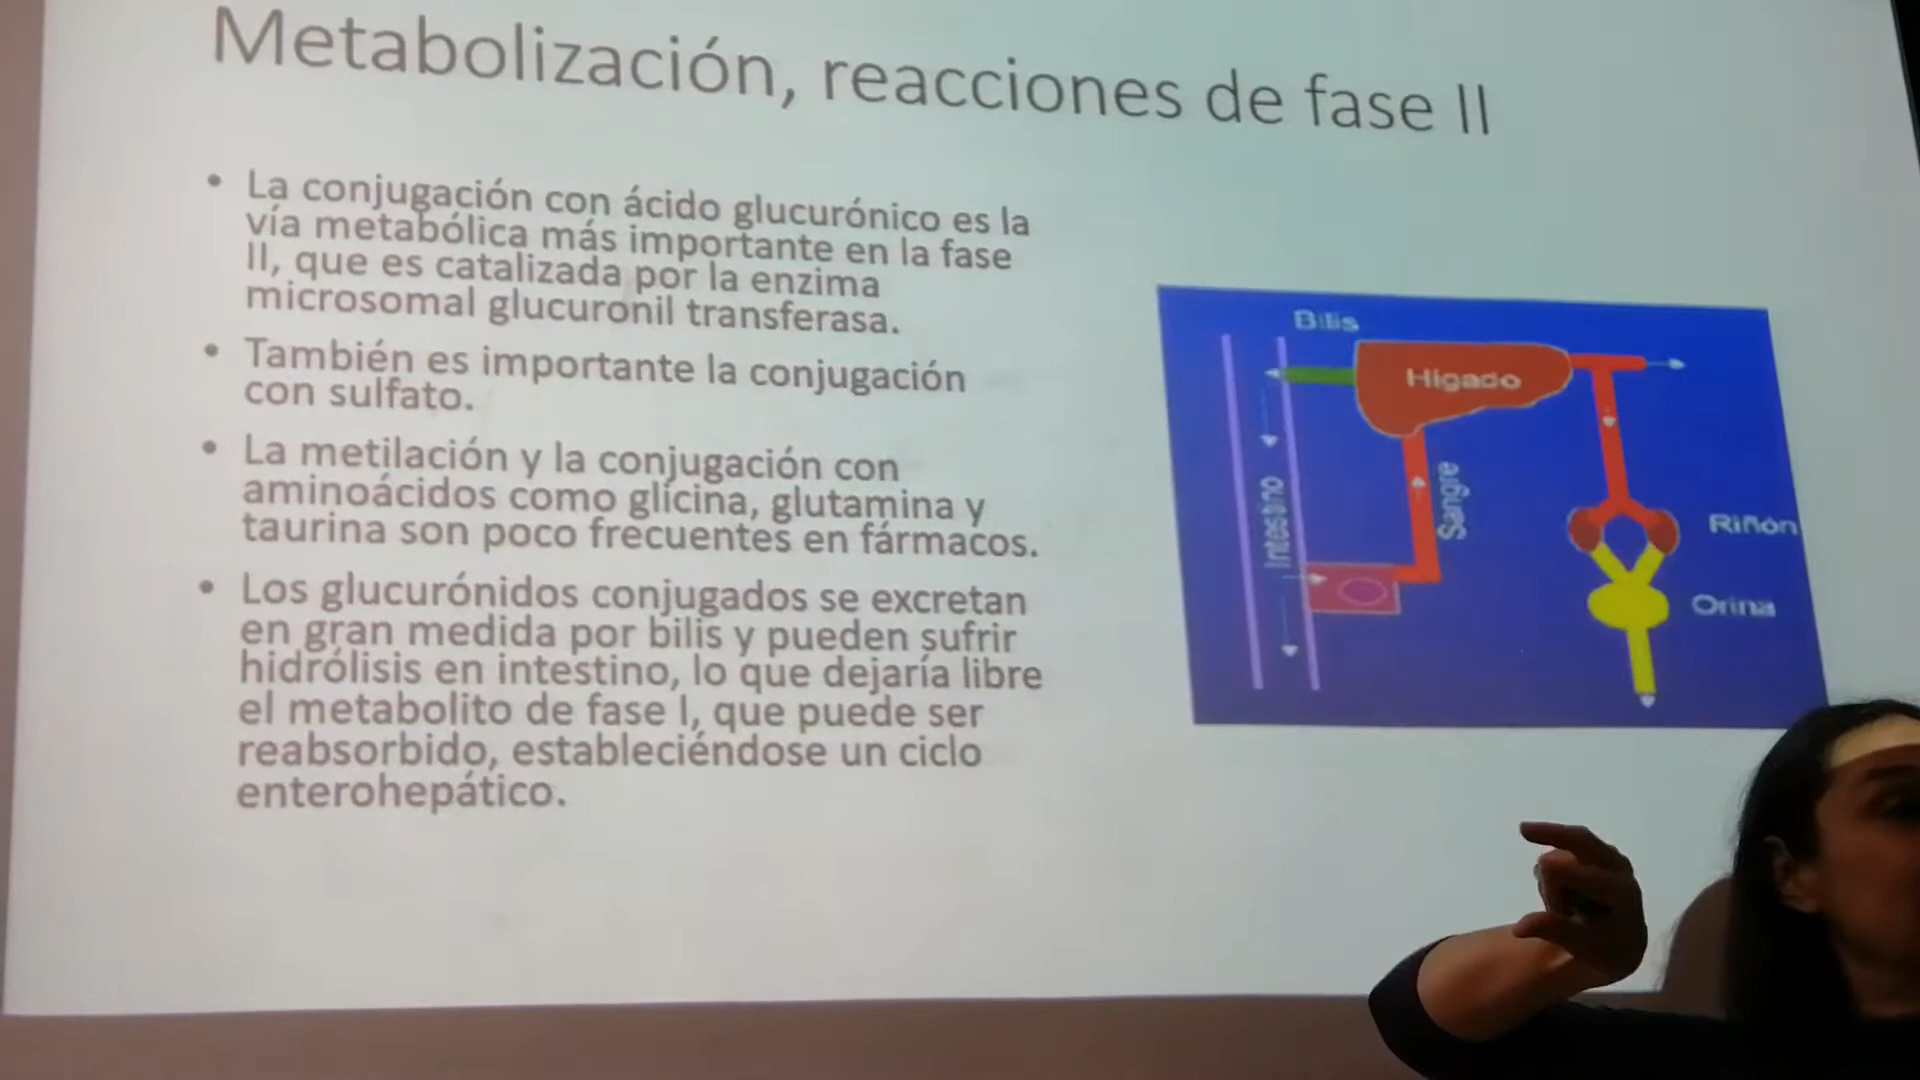 Metabolización, reacciones de fase II
• La conjugación con ácido glucurónico es la
vía metabólica más importante en la fase
II, que es catalizada por la enzima
microsomal glucuronil transferasa.
• También es importante la conjugación
con sulfato.
• La metilación y la conjugación con
aminoácidos como glicina, glutamina y
taurina son poco frecuentes en fármacos.
• Los glucurónidos conjugados se excretan
en gran medida por bilis y pueden sufrir
hidrólisis en intestino, lo que dejaría libre
el metabolito de fase I, que puede ser
reabsorbido, estableciéndose un ciclo
enterohepático.
Bilis
Higado
Intestino
Sangre
Riñón
Orina